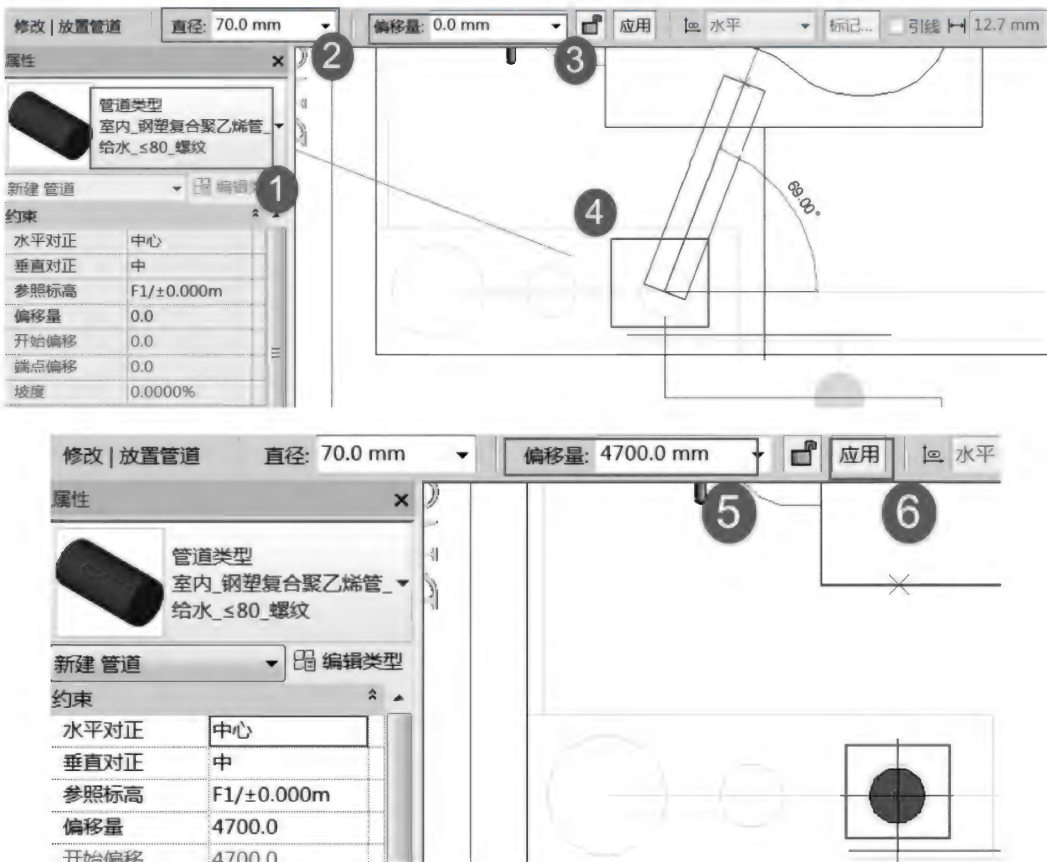 修改 | 放置管道 直径: 70.0 mm 偏移量: 0.0 mm 应用 水平 标记... 引线 12.7 mm
属性
2
3
管道类型
室内_钢塑复合聚乙烯管_
给水_≤80_螺纹
新建 管道 编辑
1
4
69.00°
约束
水平对正 中心
垂直对正 中
参照标高 F1/±0.000m
偏移量 0.0
开始偏移 0.0
端点偏移 0.0
坡度 0.0000%
修改 | 放置管道 直径: 70.0 mm 偏移量: 4700.0 mm 应用 水平
属性
5
6
管道类型
室内_钢塑复合聚乙烯管_
给水_≤80_螺纹
新建 管道 编辑类型
约束
水平对正 中心
垂直对正 中
参照标高 F1/±0.000m
偏移量 4700.0
开始偏移 4700.0